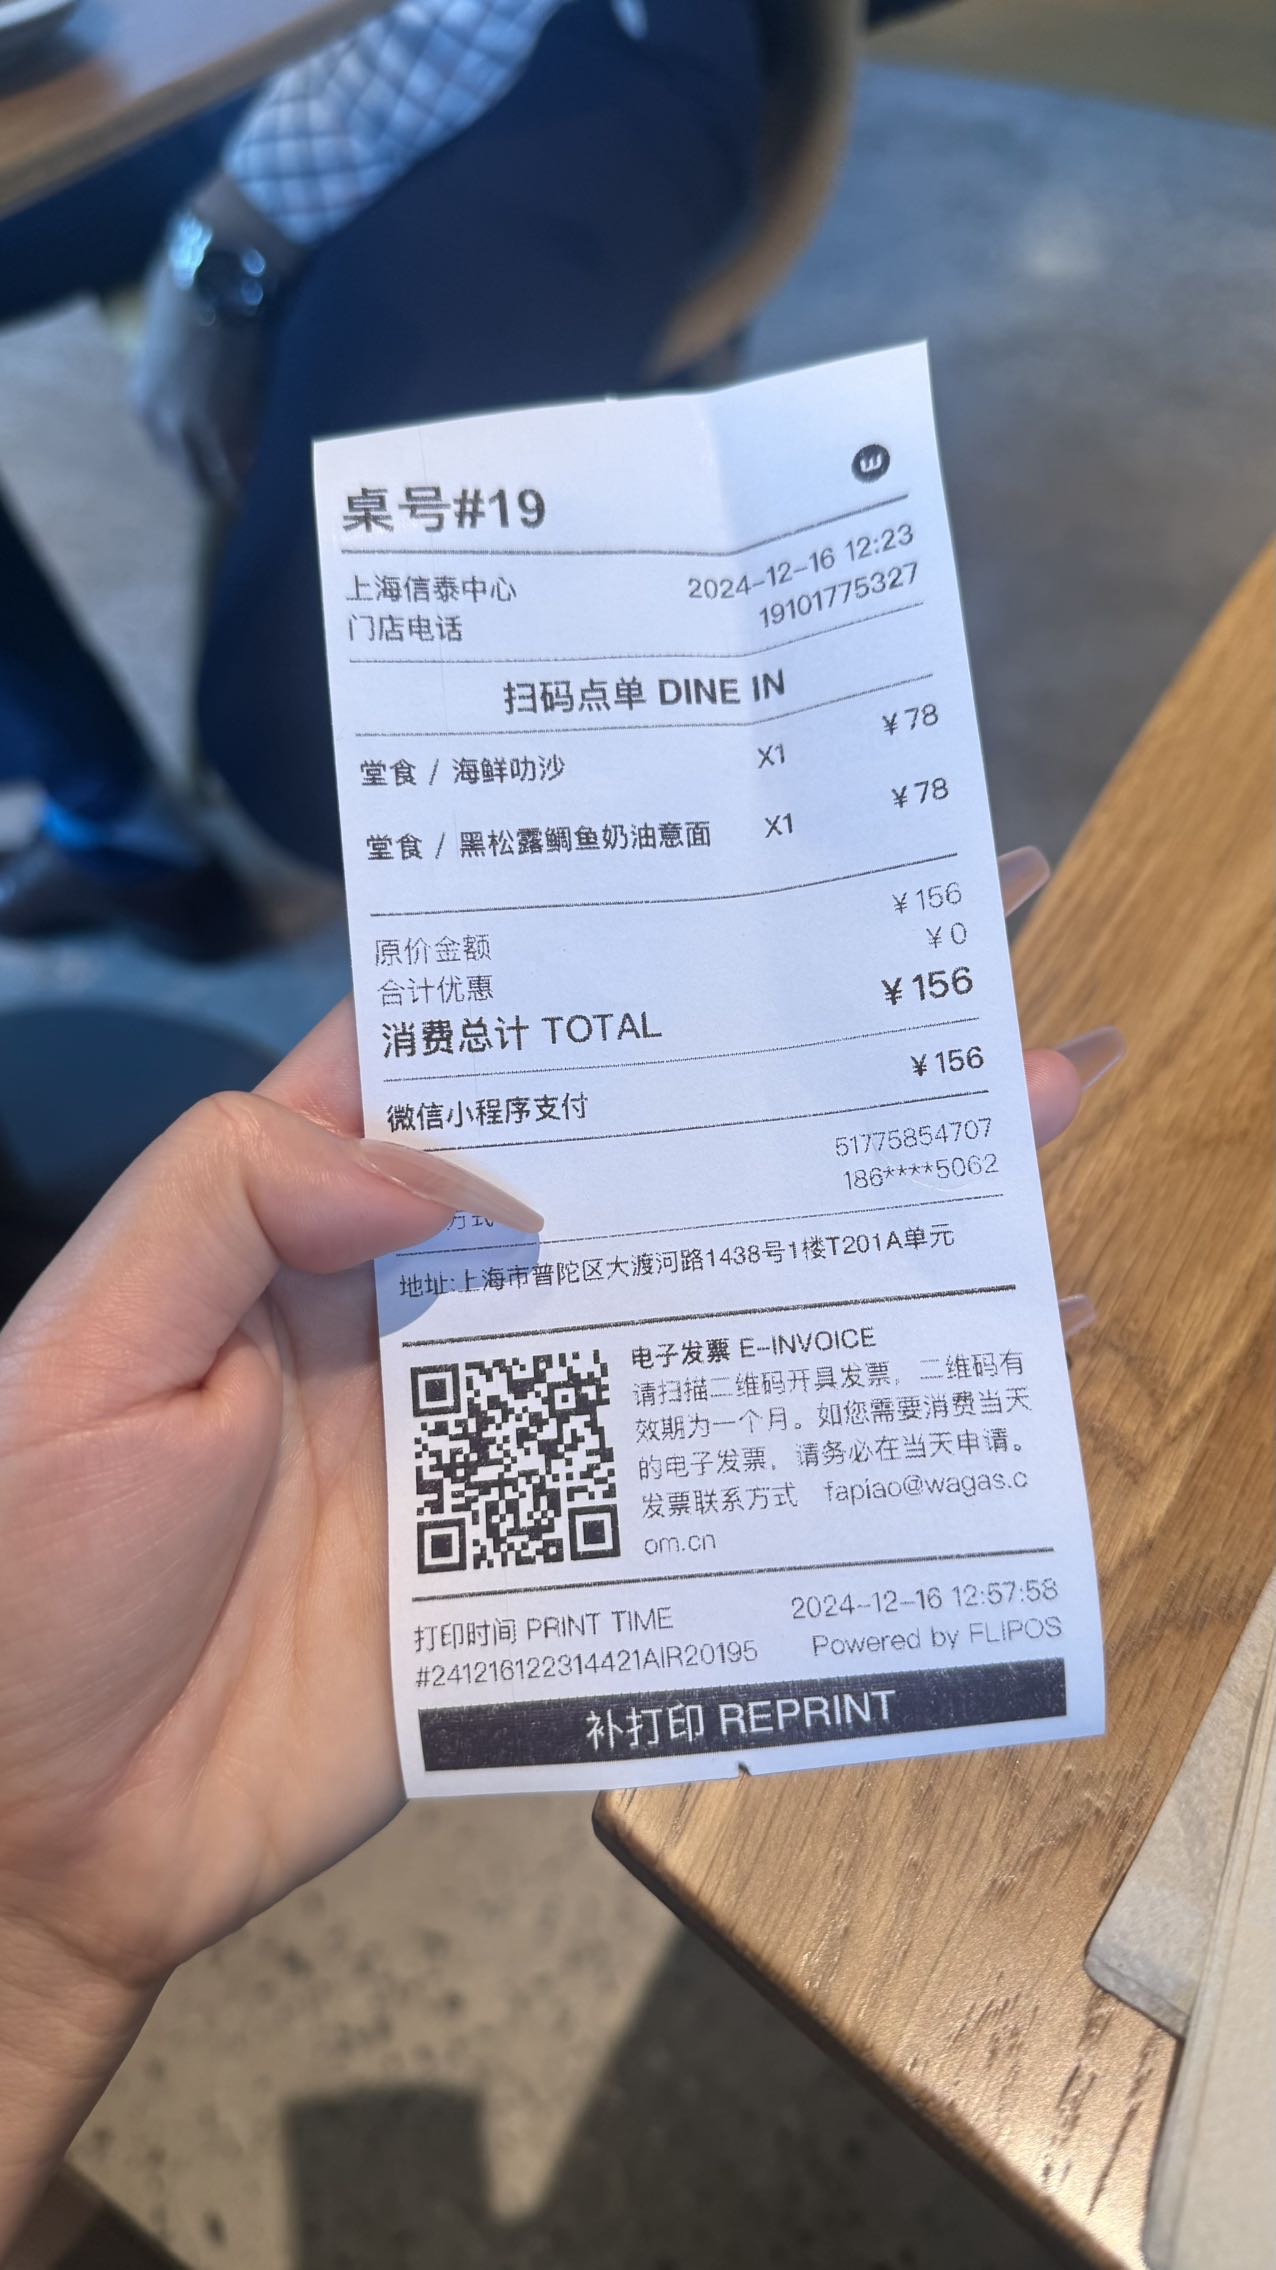 W
桌号#19
上海信泰中心 2024-12-16 12:23
门店电话 19101775327
扫码点单 DINE IN
堂食 / 海鲜叻沙 X1 ¥78
堂食 / 黑松露鲷鱼奶油意面 X1 ¥78
原价金额 ¥156
合计优惠 ¥0
消费总计 TOTAL ¥156
微信小程序支付 ¥156
51775854707
方式 186****5062
地址:上海市普陀区大渡河路1438号1楼T201A单元
电子发票 E-INVOICE
请扫描二维码开具发票，二维码有
效期为一个月。如您需要消费当天
的电子发票，请务必在当天申请。
发票联系方式 fapiao@wagas.c
om.cn
打印时间 PRINT TIME 2024-12-16 12:57:58
#241216122314421AIR20195 Powered by FLIPOS
补打印 REPRINT